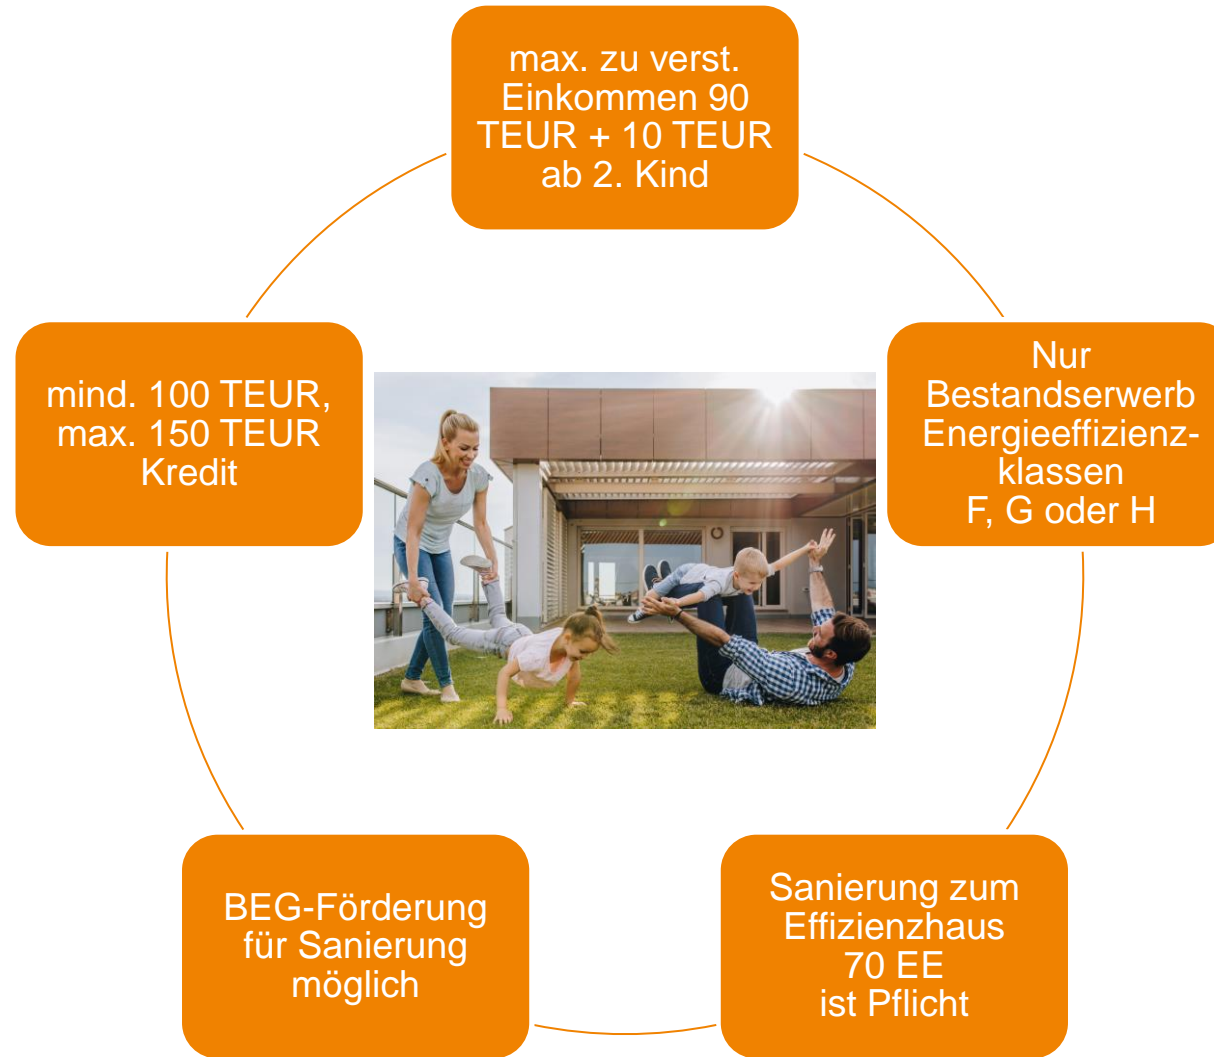 max. zu verst.
Einkommen 90
TEUR + 10 TEUR
ab 2. Kind
Nur
Bestandserwerb
Energieeffizienz-
klassen
F, G oder H
Sanierung zum
Effizienzhaus
70 EE
ist Pflicht
BEG-Förderung
für Sanierung
möglich
mind. 100 TEUR,
max. 150 TEUR
Kredit